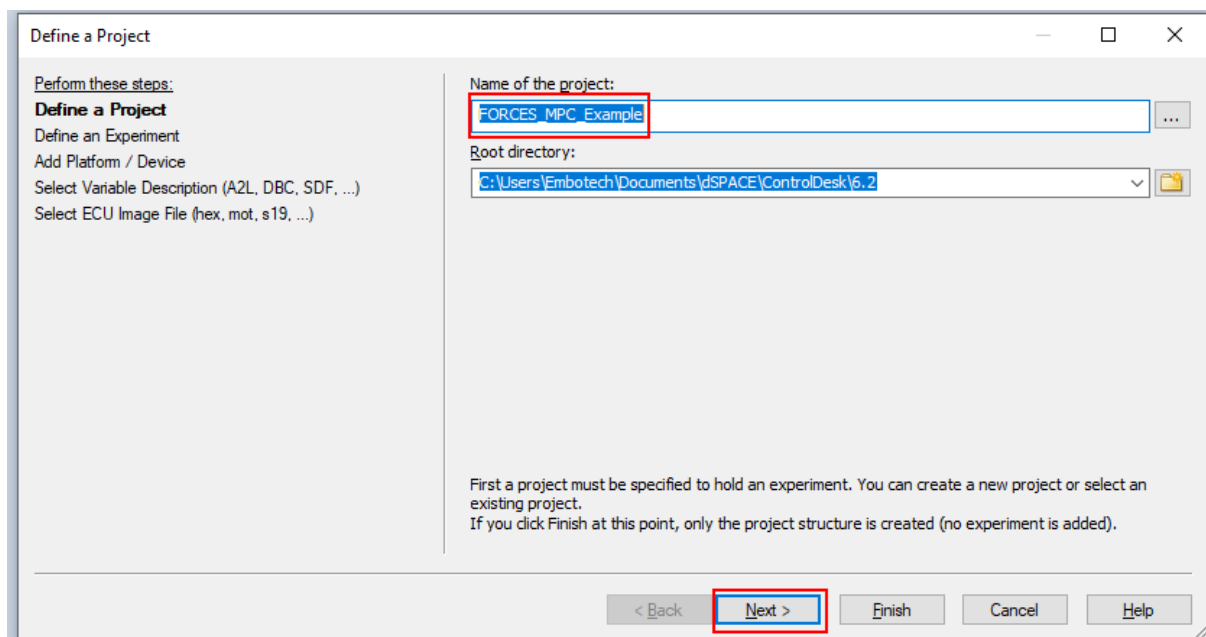 Define a Project
Perform these steps:
Define a Project
Define an Experiment
Add Platform / Device
Select Variable Description (A2L, DBC, SDF, ...)
Select ECU Image File (hex, mot, s19, ...)
Name of the project:
FORCES_MPC_Example
...
Root directory:
C:\Users\Embotech\Documents\dSPACE\ControlDesk\6.2
First a project must be specified to hold an experiment. You can create a new project or select an
existing project.
If you click Finish at this point, only the project structure is created (no experiment is added).
< Back Next > Finish Cancel Help